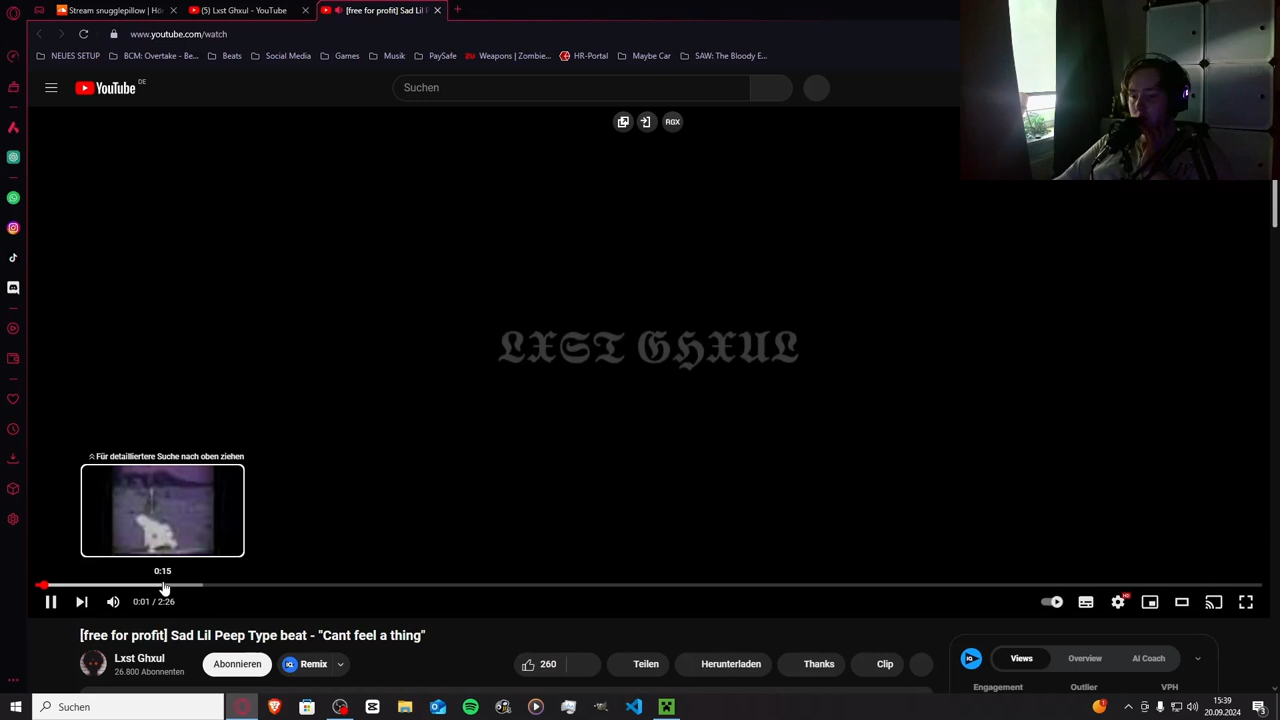 Stream snugglepillow | Hör
(5) Lxst Ghxul - YouTube
[free for profit] Sad Lil P
www.youtube.com/watch
NEUES SETUP
BCM: Overtake - Be...
Beats
Social Media
Games
Musik
PaySafe
Weapons | Zombie...
HR-Portal
Maybe Car
SAW: The Bloody E...
YouTube DE
Suchen
RGX
LXST GHXUL
Für detailliertere Suche nach oben ziehen
0:15
0:01 / 2:26
HD
[free for profit] Sad Lil Peep Type beat - "Cant feel a thing"
Lxst Ghxul
26.800 Abonnenten
Abonnieren
iQ Remix
260
Teilen
Herunterladen
Thanks
Clip
iQ
Views
Overview
AI Coach
Engagement
Outlier
VPH
Suchen
15:39
20.09.2024